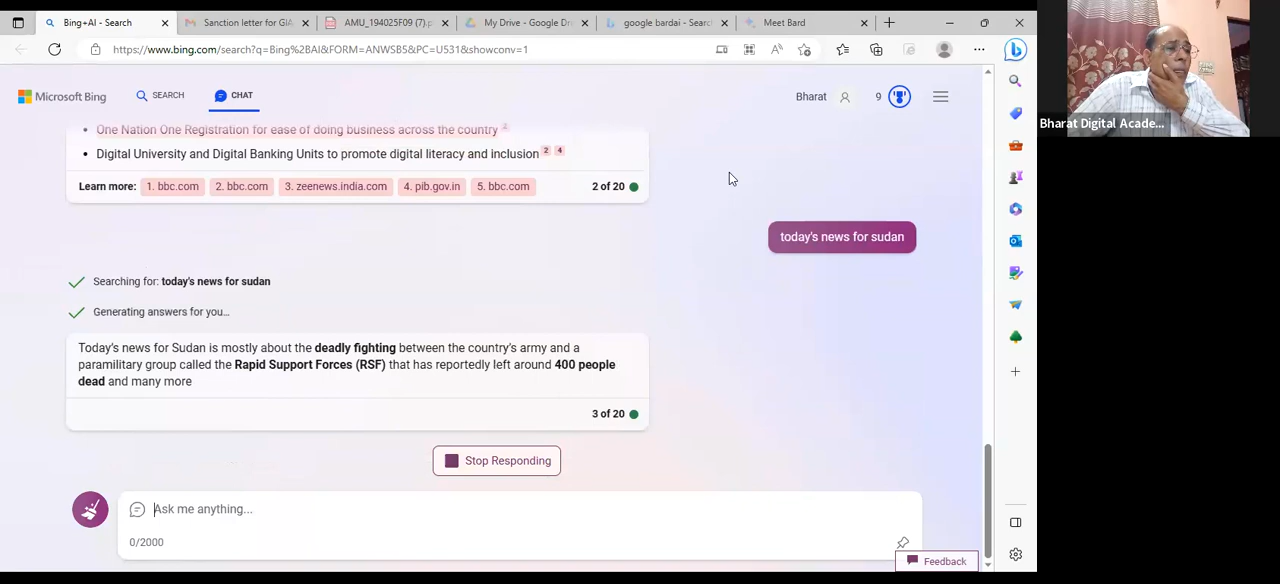 Bing+AI - Search
Sanction letter for GIA
AMU_194025F09 (7).p
My Drive - Google Dri
google bardai - Search
Meet Bard
https://www.bing.com/search?q=Bing%2BAI&FORM=ANWSB5&PC=U531&showconv=1
Microsoft Bing
SEARCH
CHAT
Bharat
9
Bharat Digital Acade...
One Nation One Registration for ease of doing business across the country 2
Digital University and Digital Banking Units to promote digital literacy and inclusion 2 4
Learn more: 1. bbc.com 2. bbc.com 3. zeenews.india.com 4. pib.gov.in 5. bbc.com 2 of 20
today's news for sudan
Searching for: today's news for sudan
Generating answers for you...
Today's news for Sudan is mostly about the deadly fighting between the country's army and a
paramilitary group called the Rapid Support Forces (RSF) that has reportedly left around 400 people
dead and many more
3 of 20
Stop Responding
Ask me anything...
0/2000
Feedback